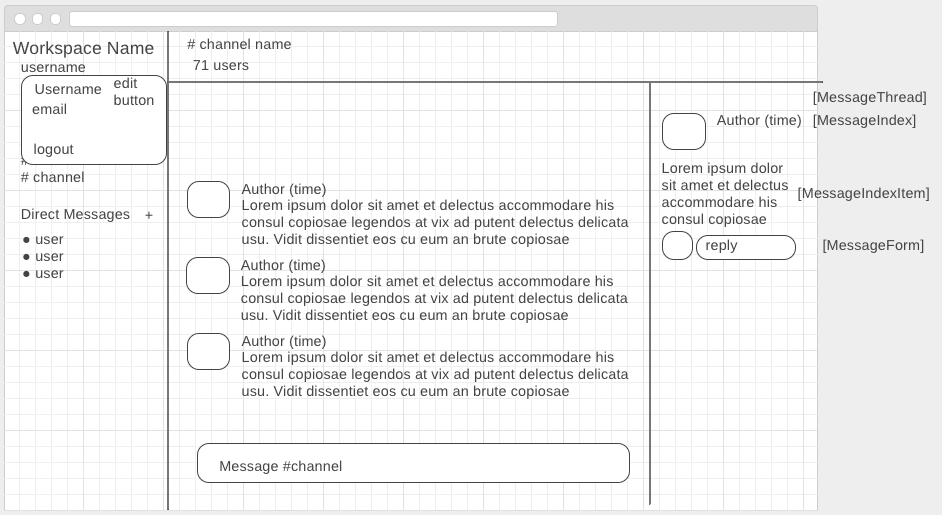 Workspace Name
username
Username
edit
button
email
logout
#
# channel
Direct Messages +
● user
● user
● user
# channel name
71 users
Author (time)
Lorem ipsum dolor sit amet et delectus accommodare his
consul copiosae legendos at vix ad putent delectus delicata
usu. Vidit dissentiet eos cu eum an brute copiosae
Author (time)
Lorem ipsum dolor sit amet et delectus accommodare his
consul copiosae legendos at vix ad putent delectus delicata
usu. Vidit dissentiet eos cu eum an brute copiosae
Author (time)
Lorem ipsum dolor sit amet et delectus accommodare his
consul copiosae legendos at vix ad putent delectus delicata
usu. Vidit dissentiet eos cu eum an brute copiosae
Message #channel
Author (time)
Lorem ipsum dolor
sit amet et delectus
accommodare his
consul copiosae
reply
[MessageThread]
[MessageIndex]
[MessageIndexItem]
[MessageForm]